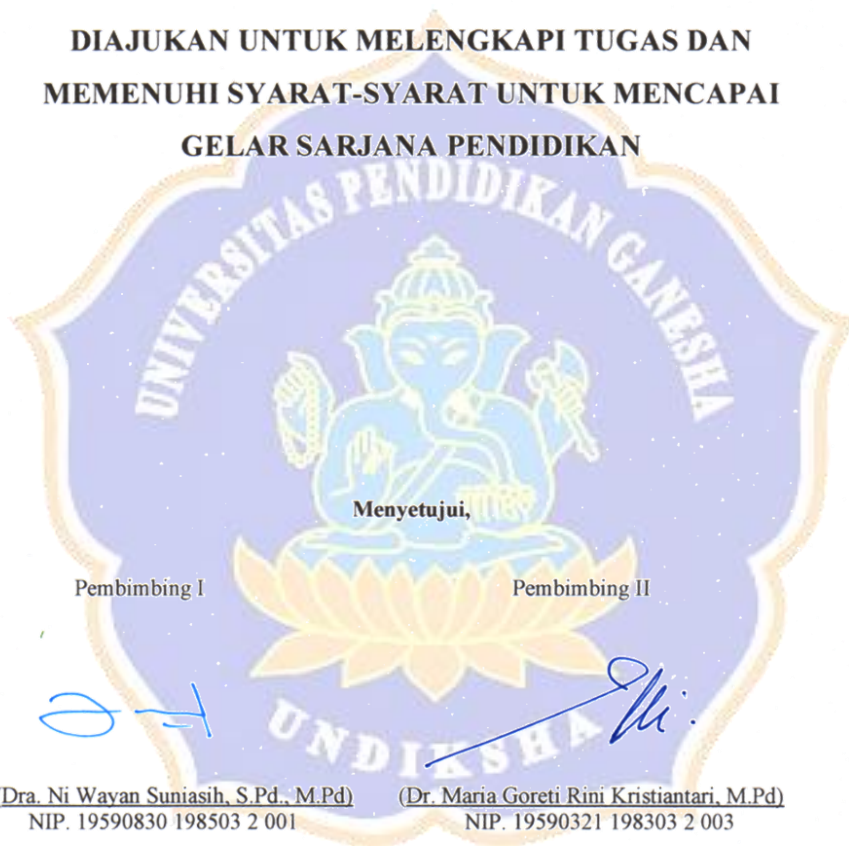 DIAJUKAN UNTUK MELENGKAPI TUGAS DAN
MEMENUHI SYARAT-SYARAT UNTUK MENCAPAI
GELAR SARJANA PENDIDIKAN
UNIVERSITAS PENDIDIKAN GANESHA
Menyetujui,
Pembimbing I Pembimbing II
UNDIKSHA
(Dra. Ni Wayan Suniasih, S.Pd., M.Pd) (Dr. Maria Goreti Rini Kristiantari, M.Pd)
NIP. 19590830 198503 2 001 NIP. 19590321 198303 2 003